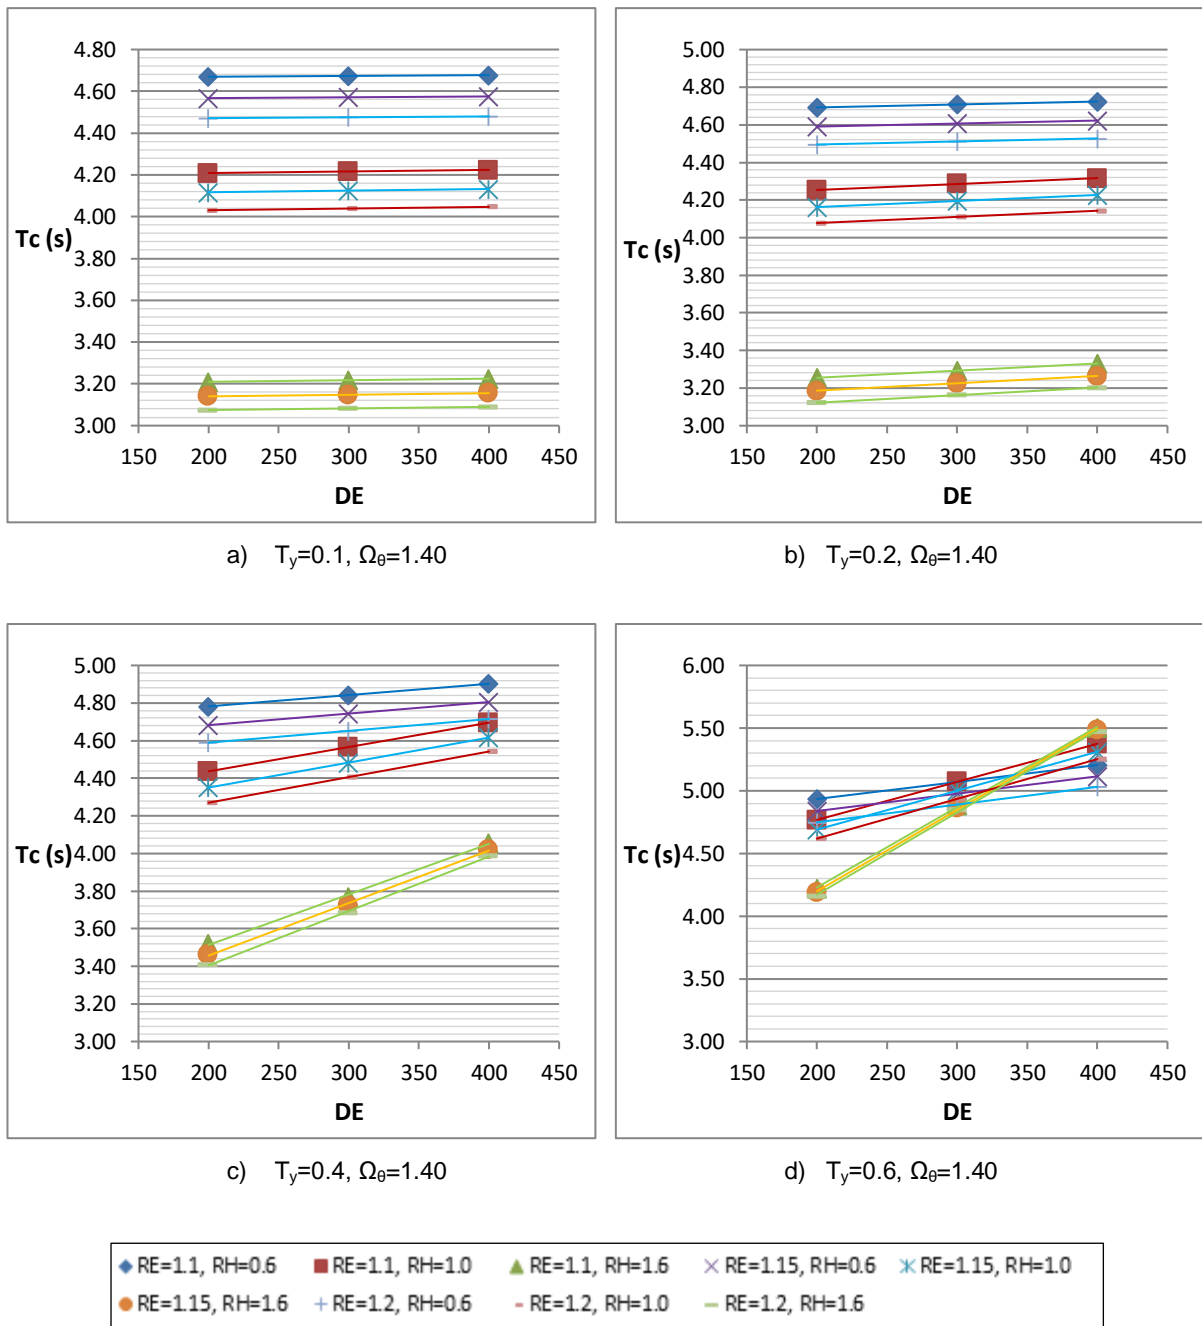 4.80
4.60
4.40
4.20
4.00
3.80
3.60
3.40
3.20
3.00
Tc (s)
150 200 250 300 350 400 450
DE
a) Ty=0.1, Ωθ=1.40
5.00
4.80
4.60
4.40
4.20
4.00
3.80
3.60
3.40
3.20
3.00
Tc (s)
150 200 250 300 350 400 450
DE
b) Ty=0.2, Ωθ=1.40
5.00
4.80
4.60
4.40
4.20
4.00
3.80
3.60
3.40
3.20
3.00
Tc (s)
150 200 250 300 350 400 450
DE
c) Ty=0.4, Ωθ=1.40
6.00
5.50
5.00
4.50
4.00
3.50
3.00
Tc (s)
150 200 250 300 350 400 450
DE
d) Ty=0.6, Ωθ=1.40
RE=1.1, RH=0.6 RE=1.1, RH=1.0 RE=1.1, RH=1.6 RE=1.15, RH=0.6 RE=1.15, RH=1.0
RE=1.15, RH=1.6 RE=1.2, RH=0.6 RE=1.2, RH=1.0 RE=1.2, RH=1.6